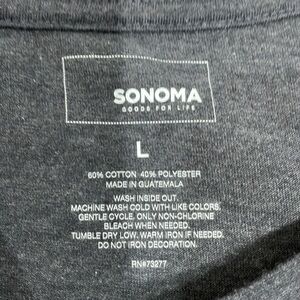 SONOMA
GOODS FOR LIFE
L
60% COTTON 40% POLYESTER
MADE IN GUATEMALA
WASH INSIDE OUT.
MACHINE WASH COLD WITH LIKE COLORS.
GENTLE CYCLE. ONLY NON-CHLORINE
BLEACH WHEN NEEDED.
TUMBLE DRY LOW. WARM IRON IF NEEDED.
DO NOT IRON DECORATION.
RN#73277